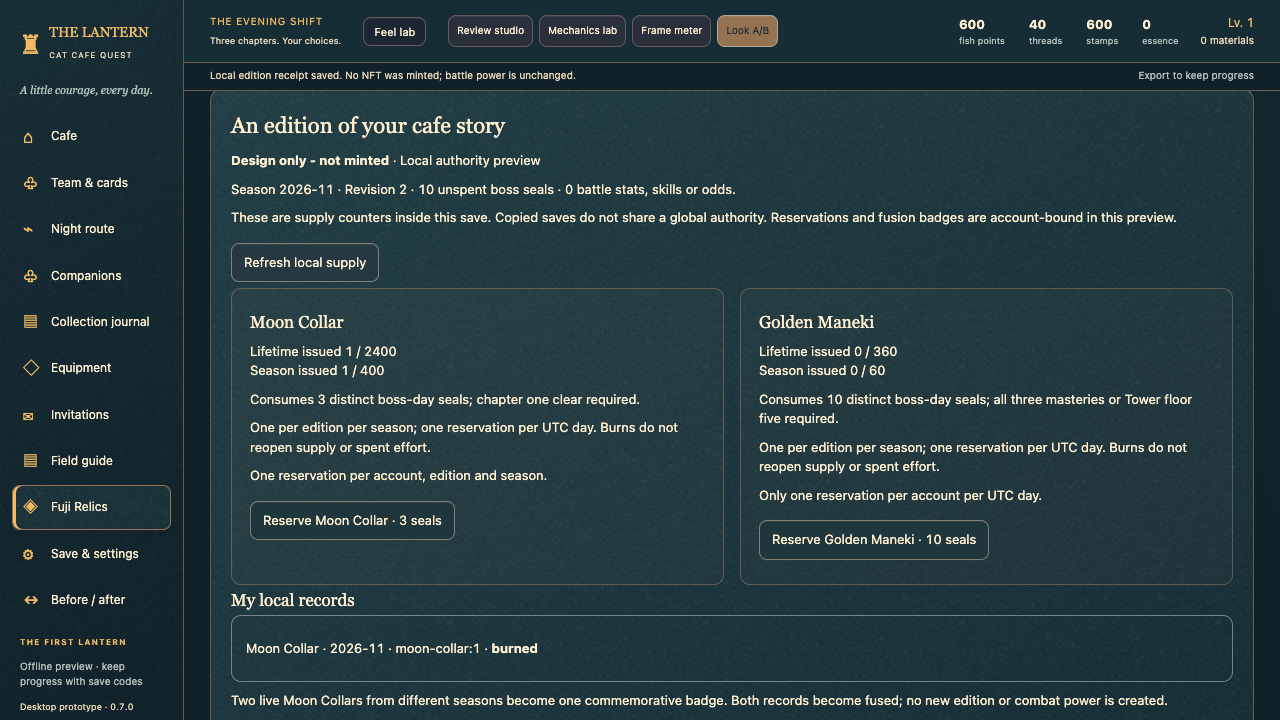 THE LANTERN
CAT CAFE QUEST
A little courage, every day.
Cafe
Team & cards
Night route
Companions
Collection journal
Equipment
Invitations
Field guide
Fuji Relics
Save & settings
Before / after
THE FIRST LANTERN
Offline preview · keep
progress with save codes
Desktop prototype · 0.7.0
THE EVENING SHIFT
Three chapters. Your choices.
Feel lab
Review studio
Mechanics lab
Frame meter
Look A/B
600
fish points
40
threads
600
stamps
0
essence
Lv. 1
0 materials
Local edition receipt saved. No NFT was minted; battle power is unchanged.
Export to keep progress
An edition of your cafe story
Design only - not minted · Local authority preview
Season 2026-11 · Revision 2 · 10 unspent boss seals · 0 battle stats, skills or odds.
These are supply counters inside this save. Copied saves do not share a global authority. Reservations and fusion badges are account-bound in this preview.
Refresh local supply
Moon Collar
Lifetime issued 1 / 2400
Season issued 1 / 400
Consumes 3 distinct boss-day seals; chapter one clear required.
One per edition per season; one reservation per UTC day. Burns do not
reopen supply or spent effort.
One reservation per account, edition and season.
Reserve Moon Collar · 3 seals
Golden Maneki
Lifetime issued 0 / 360
Season issued 0 / 60
Consumes 10 distinct boss-day seals; all three masteries or Tower floor
five required.
One per edition per season; one reservation per UTC day. Burns do not
reopen supply or spent effort.
Only one reservation per account per UTC day.
Reserve Golden Maneki · 10 seals
My local records
Moon Collar · 2026-11 · moon-collar:1 · burned
Two live Moon Collars from different seasons become one commemorative badge. Both records become fused; no new edition or combat power is created.